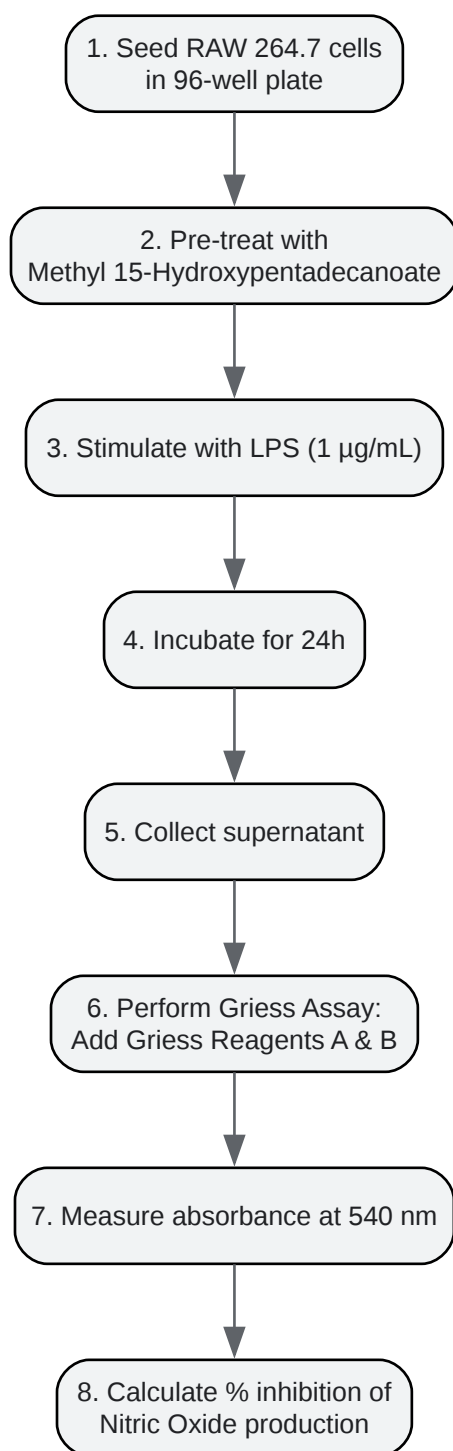 1. Seed RAW 264.7 cells
in 96-well plate
2. Pre-treat with
Methyl 15-Hydroxypentadecanoate
3. Stimulate with LPS (1 µg/mL)
4. Incubate for 24h
5. Collect supernatant
6. Perform Griess Assay:
Add Griess Reagents A & B
7. Measure absorbance at 540 nm
8. Calculate % inhibition of
Nitric Oxide production